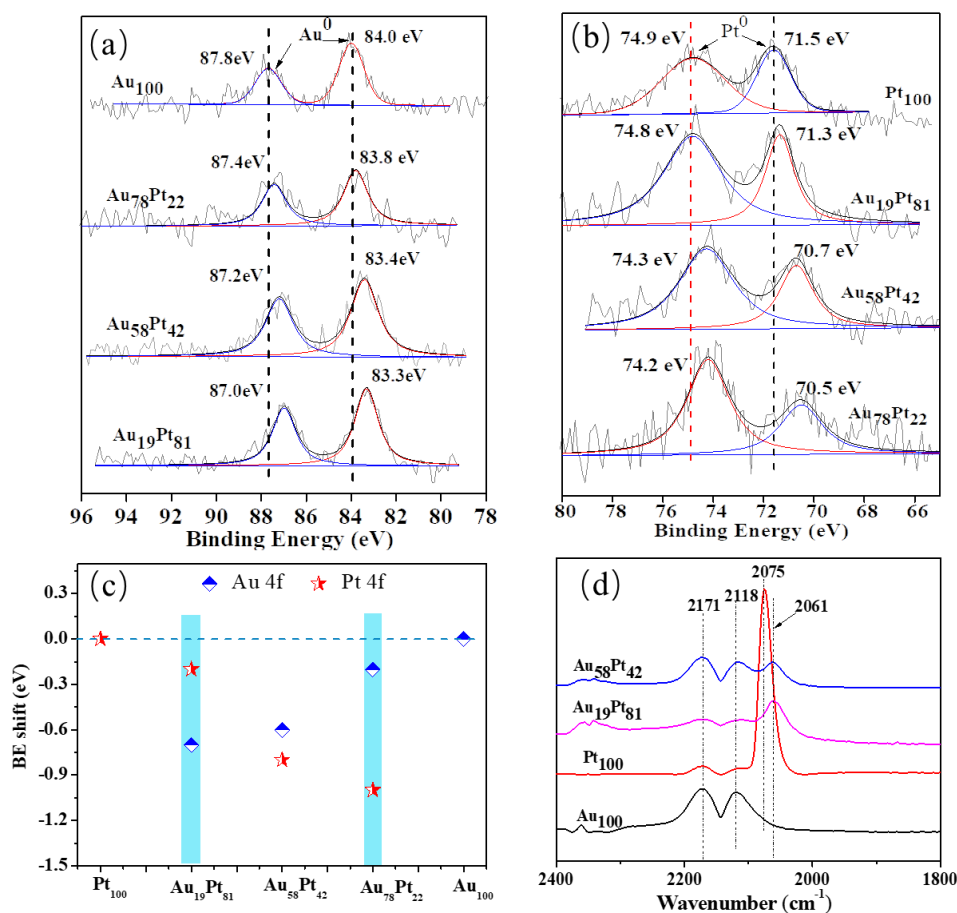 (a)
Au0
87.8eV
84.0 eV
Au100
87.4eV
83.8 eV
Au78Pt22
87.2eV
83.4eV
Au58Pt42
87.0eV
83.3eV
Au19Pt81
96 94 92 90 88 86 84 82 80 78
Binding Energy (eV)
(b)
74.9 eV
Pt0
71.5 eV
Pt100
74.8 eV
71.3 eV
Au19Pt81
74.3 eV
70.7 eV
Au58Pt42
74.2 eV
70.5 eV
Au78Pt22
80 78 76 74 72 70 68 66
Binding Energy (eV)
(c)
Au 4f
Pt 4f
0.3
0.0
-0.3
-0.6
-0.9
-1.2
-1.5
BE shift (eV)
Pt100 Au19Pt81 Au58Pt42 Au78Pt22 Au100
(d)
2075
2171 2118
2061
Au58Pt42
Au19Pt81
Pt100
Au100
2400 2200 2000 1800
Wavenumber (cm-1)